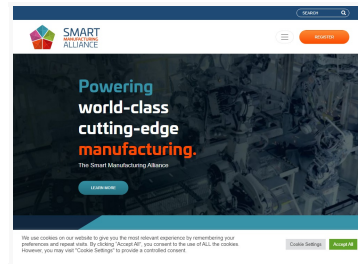 SEARCH
SMART
MANUFACTURING
ALLIANCE
REGISTER
Powering
world-class
cutting-edge
manufacturing.
The Smart Manufacturing Alliance
LEARN MORE
We use cookies on our website to give you the most relevant experience by remembering your
preferences and repeat visits. By clicking "Accept All", you consent to the use of ALL the cookies.
However, you may visit "Cookie Settings" to provide a controlled consent.
Cookie Settings
Accept All